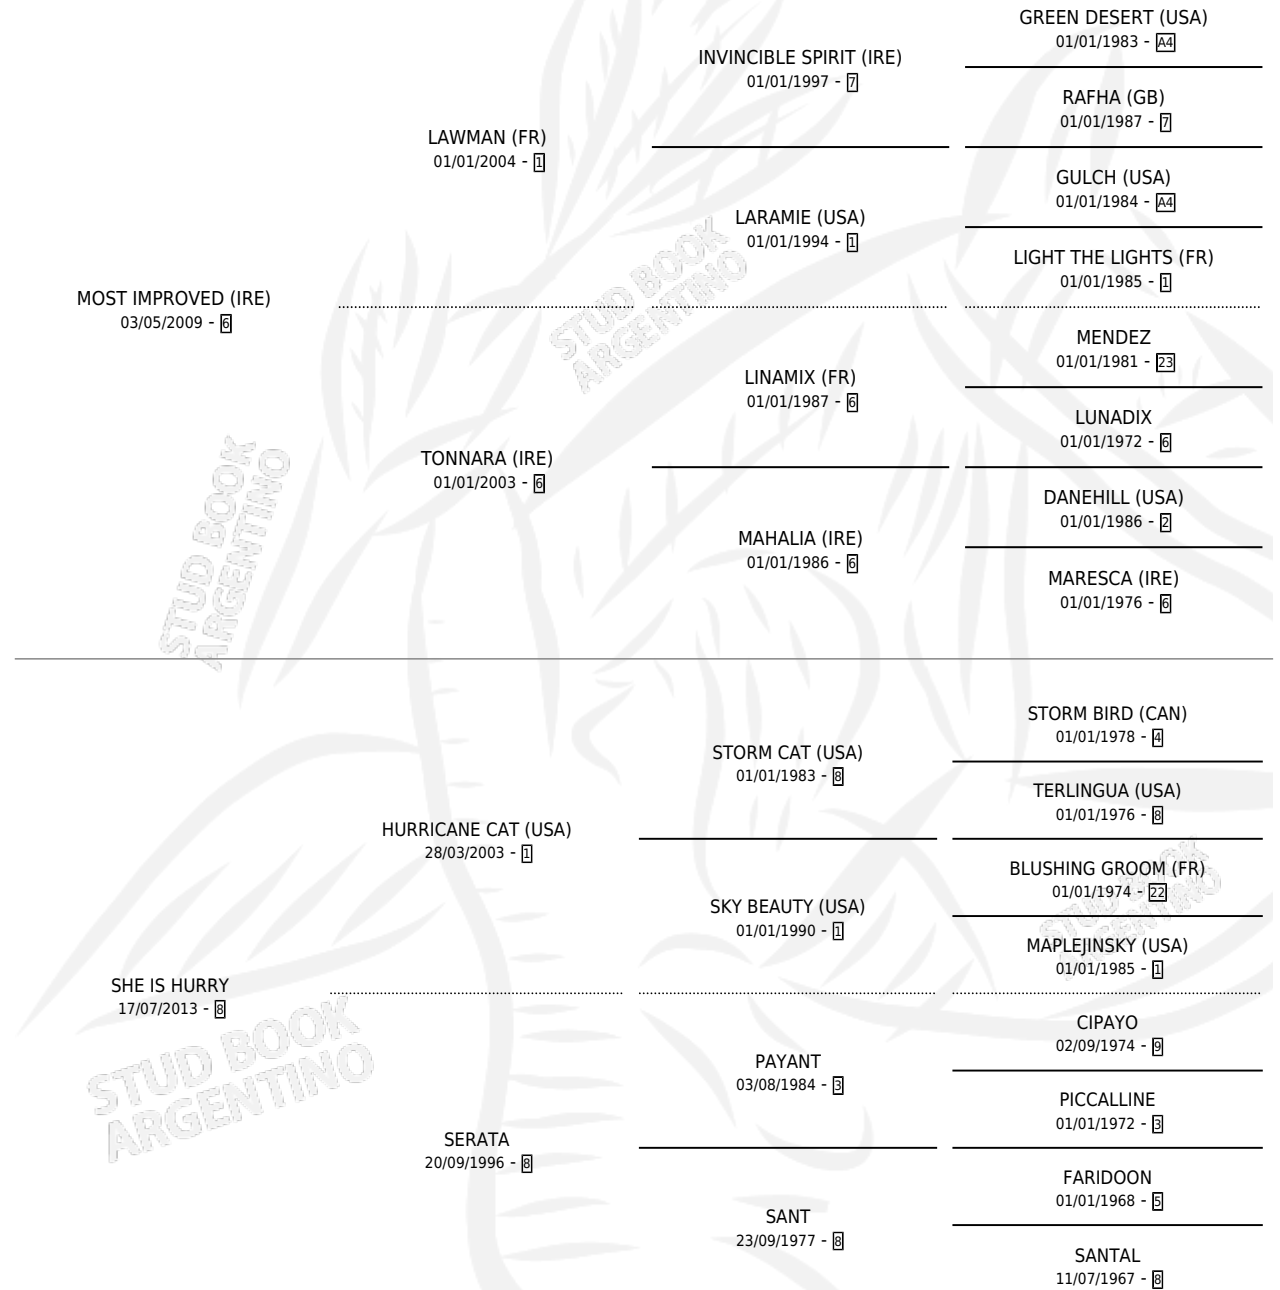 GREEN DESERT (USA)
01/01/1983 - A4
INVINCIBLE SPIRIT (IRE)
01/01/1997 - 7
RAFHA (GB)
01/01/1987 - 7
LAWMAN (FR)
01/01/2004 - 1
GULCH (USA)
01/01/1984 - A4
LARAMIE (USA)
01/01/1994 - 1
LIGHT THE LIGHTS (FR)
01/01/1985 - 1
MOST IMPROVED (IRE)
03/05/2009 - 6
MENDEZ
01/01/1981 - 23
LINAMIX (FR)
01/01/1987 - 6
LUNADIX
01/01/1972 - 6
TONNARA (IRE)
01/01/2003 - 6
DANEHILL (USA)
01/01/1986 - 2
MAHALIA (IRE)
01/01/1986 - 6
MARESCA (IRE)
01/01/1976 - 6
STORM BIRD (CAN)
01/01/1978 - 4
STORM CAT (USA)
01/01/1983 - 8
TERLINGUA (USA)
01/01/1976 - 8
HURRICANE CAT (USA)
28/03/2003 - 1
BLUSHING GROOM (FR)
01/01/1974 - 22
SKY BEAUTY (USA)
01/01/1990 - 1
MAPLEJINSKY (USA)
01/01/1985 - 1
SHE IS HURRY
17/07/2013 - 8
CIPAYO
02/09/1974 - 9
PAYANT
03/08/1984 - 3
PICCALLINE
01/01/1972 - 3
SERATA
20/09/1996 - 8
FARIDOON
01/01/1968 - 5
SANT
23/09/1977 - 8
SANTAL
11/07/1967 - 8
STUD BOOK
ARGENTINO
STUD BOOK
ARGENTINO
STUD BOOK
ARGENTINO
STUD BOOK
ARGENTINO